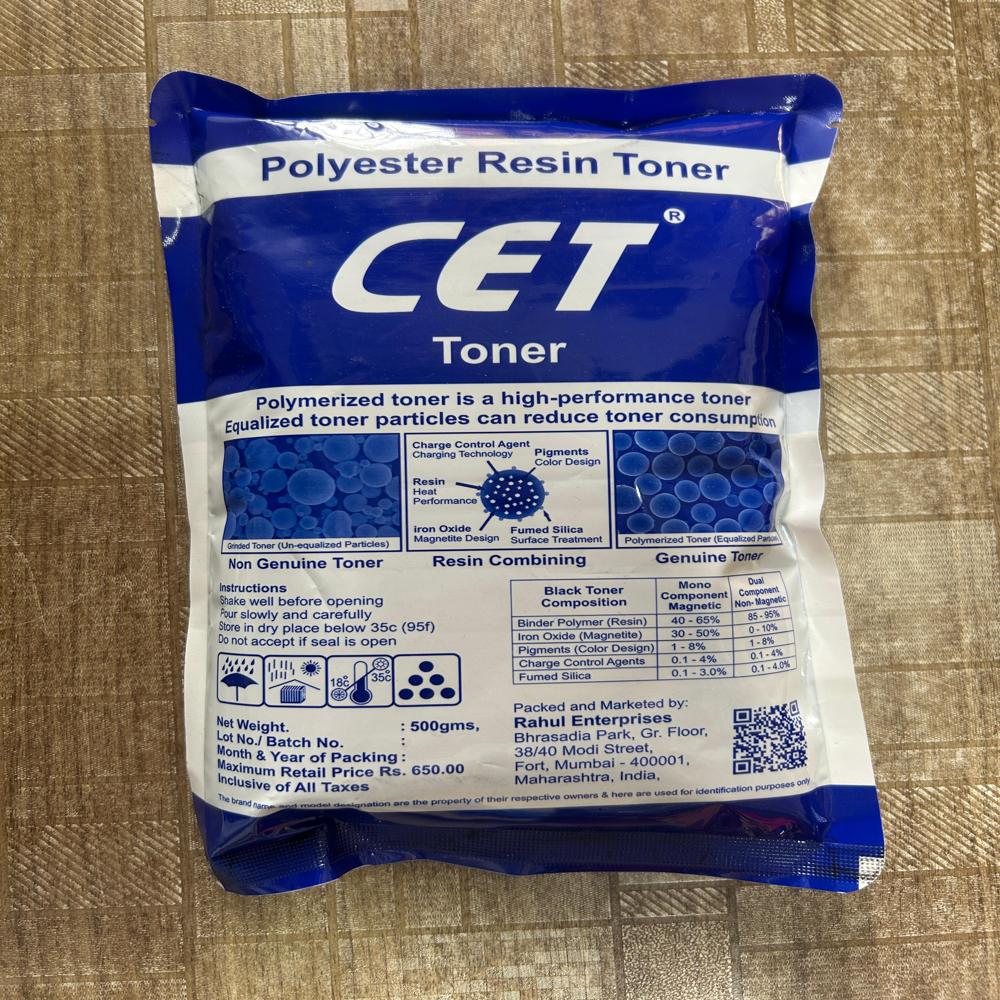 Polyester Resin Toner
CET®
Toner
Polymerized toner is a high-performance toner
Equalized toner particles can reduce toner consumption
Charge Control Agent
Charging Technology
Pigments
Color Design
Resin
Heat
Performance
iron Oxide
Magnetite Design
Fumed Silica
Surface Treatment
Grinded Toner (Un-equalized Particles)
Polymerized Toner (Equalized Partic
Non Genuine Toner
Resin Combining
Genuine Toner
Instructions
Shake well before opening
Pour slowly and carefully
Store in dry place below 35c (95f)
Do not accept if seal is open
18c
35c
Black Toner Composition Mono Component Magnetic Dual Component Non- Magnetic
Binder Polymer (Resin) 40 - 65% 85 - 95%
Iron Oxide (Magnetite) 30 - 50% 0 - 10%
Pigments (Color Design) 1 - 8% 1 - 8%
Charge Control Agents 0.1 - 4% 0.1 - 4%
Fumed Silica 0.1 - 3.0% 0.1 - 4.0%
Net Weight. : 500gms,
Lot No./ Batch No. :
Month & Year of Packing :
Maximum Retail Price Rs. 650.00
Inclusive of All Taxes
Packed and Marketed by:
Rahul Enterprises
Bhrasadia Park, Gr. Floor,
38/40 Modi Street,
Fort, Mumbai - 400001,
Maharashtra, India,
The brand name and model designation are the property of their respective owners & here are used for identification purposes only